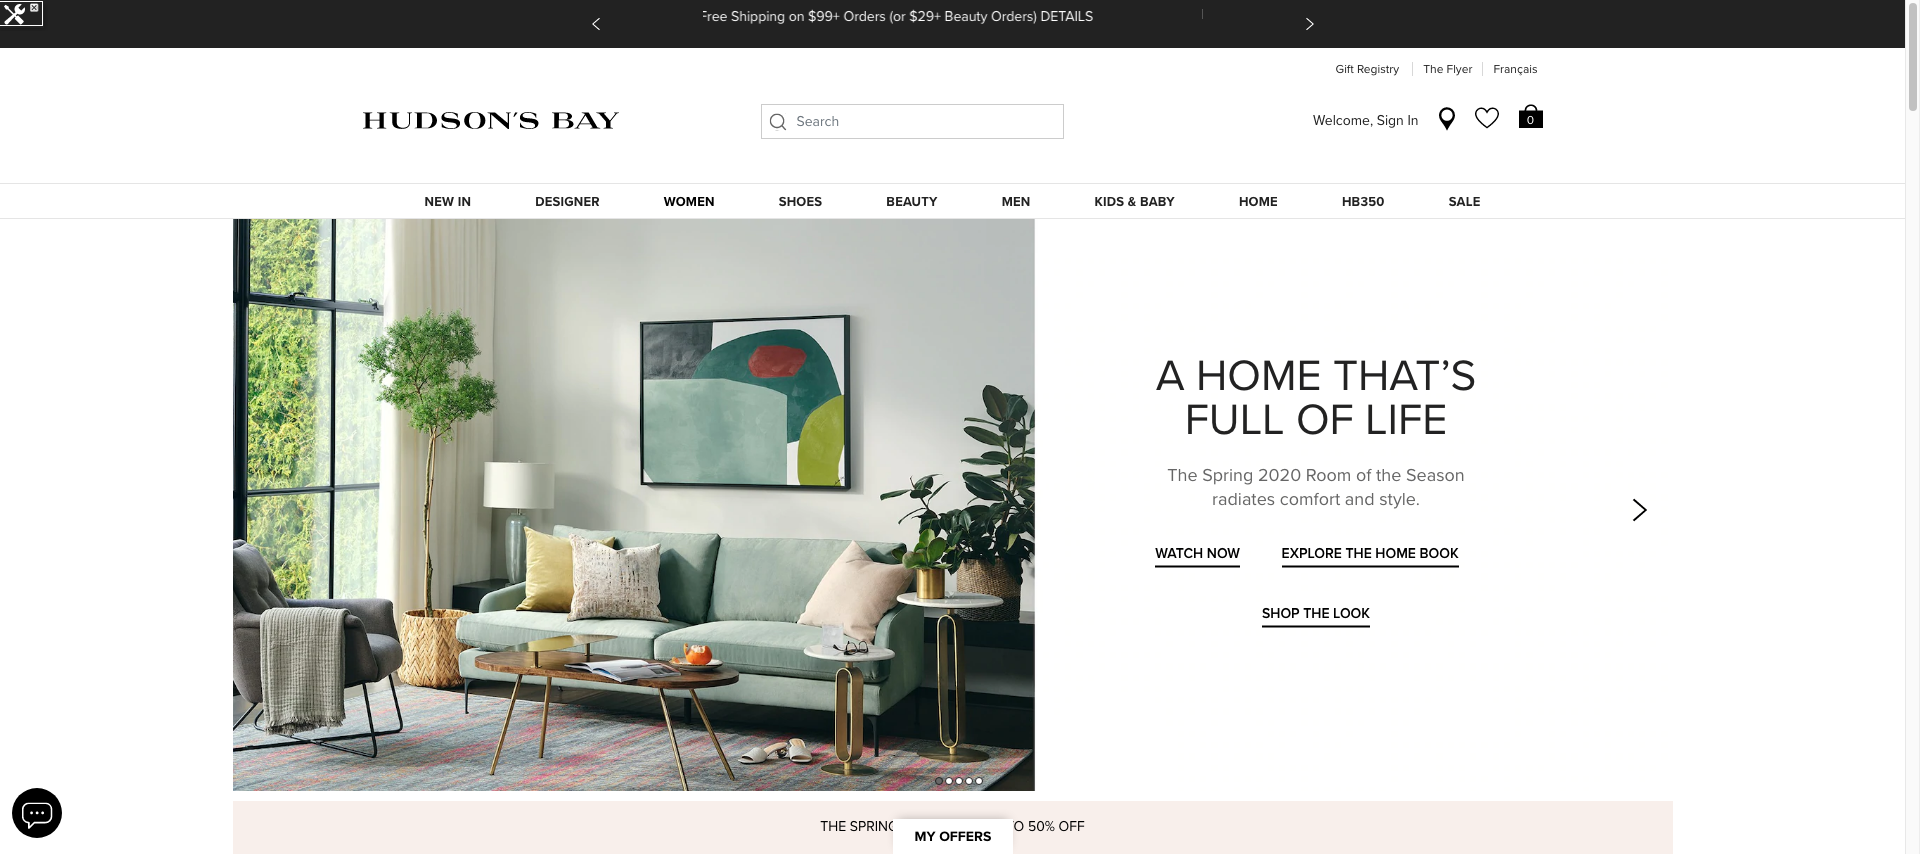 Free Shipping on $99+ Orders (or $29+ Beauty Orders) DETAILS
Gift Registry
The Flyer
Français
HUDSON'S BAY
Search
Welcome, Sign In
0
NEW IN
DESIGNER
WOMEN
SHOES
BEAUTY
MEN
KIDS & BABY
HOME
HB350
SALE
A HOME THAT’S
FULL OF LIFE
The Spring 2020 Room of the Season
radiates comfort and style.
WATCH NOW
EXPLORE THE HOME BOOK
SHOP THE LOOK
THE SPRING
50% OFF
MY OFFERS